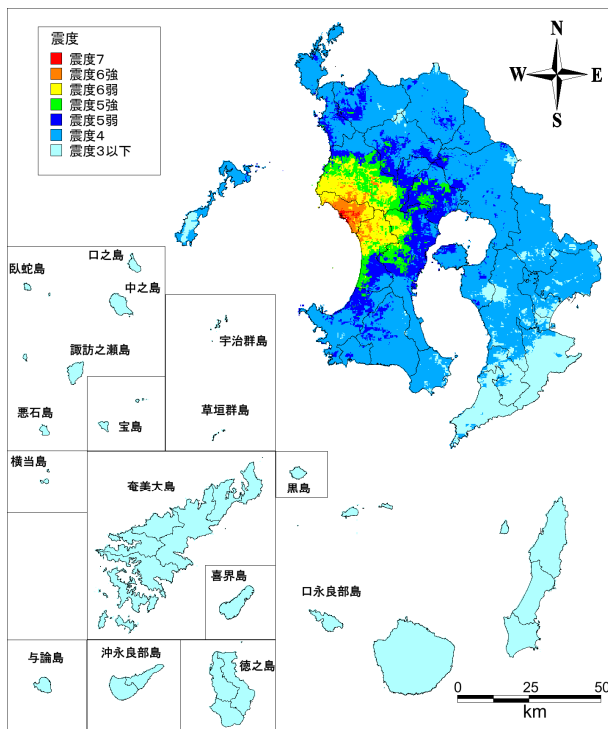 震度
震度7
震度6強
震度6弱
震度5強
震度5弱
震度4
震度3以下
N
W E
S
臥蛇島
口之島
中之島
諏訪之瀬島
悪石島
宝島
宇治群島
草垣群島
横当島
奄美大島
黒島
喜界島
口永良部島
与論島
沖永良部島
徳之島
0 25 50
km